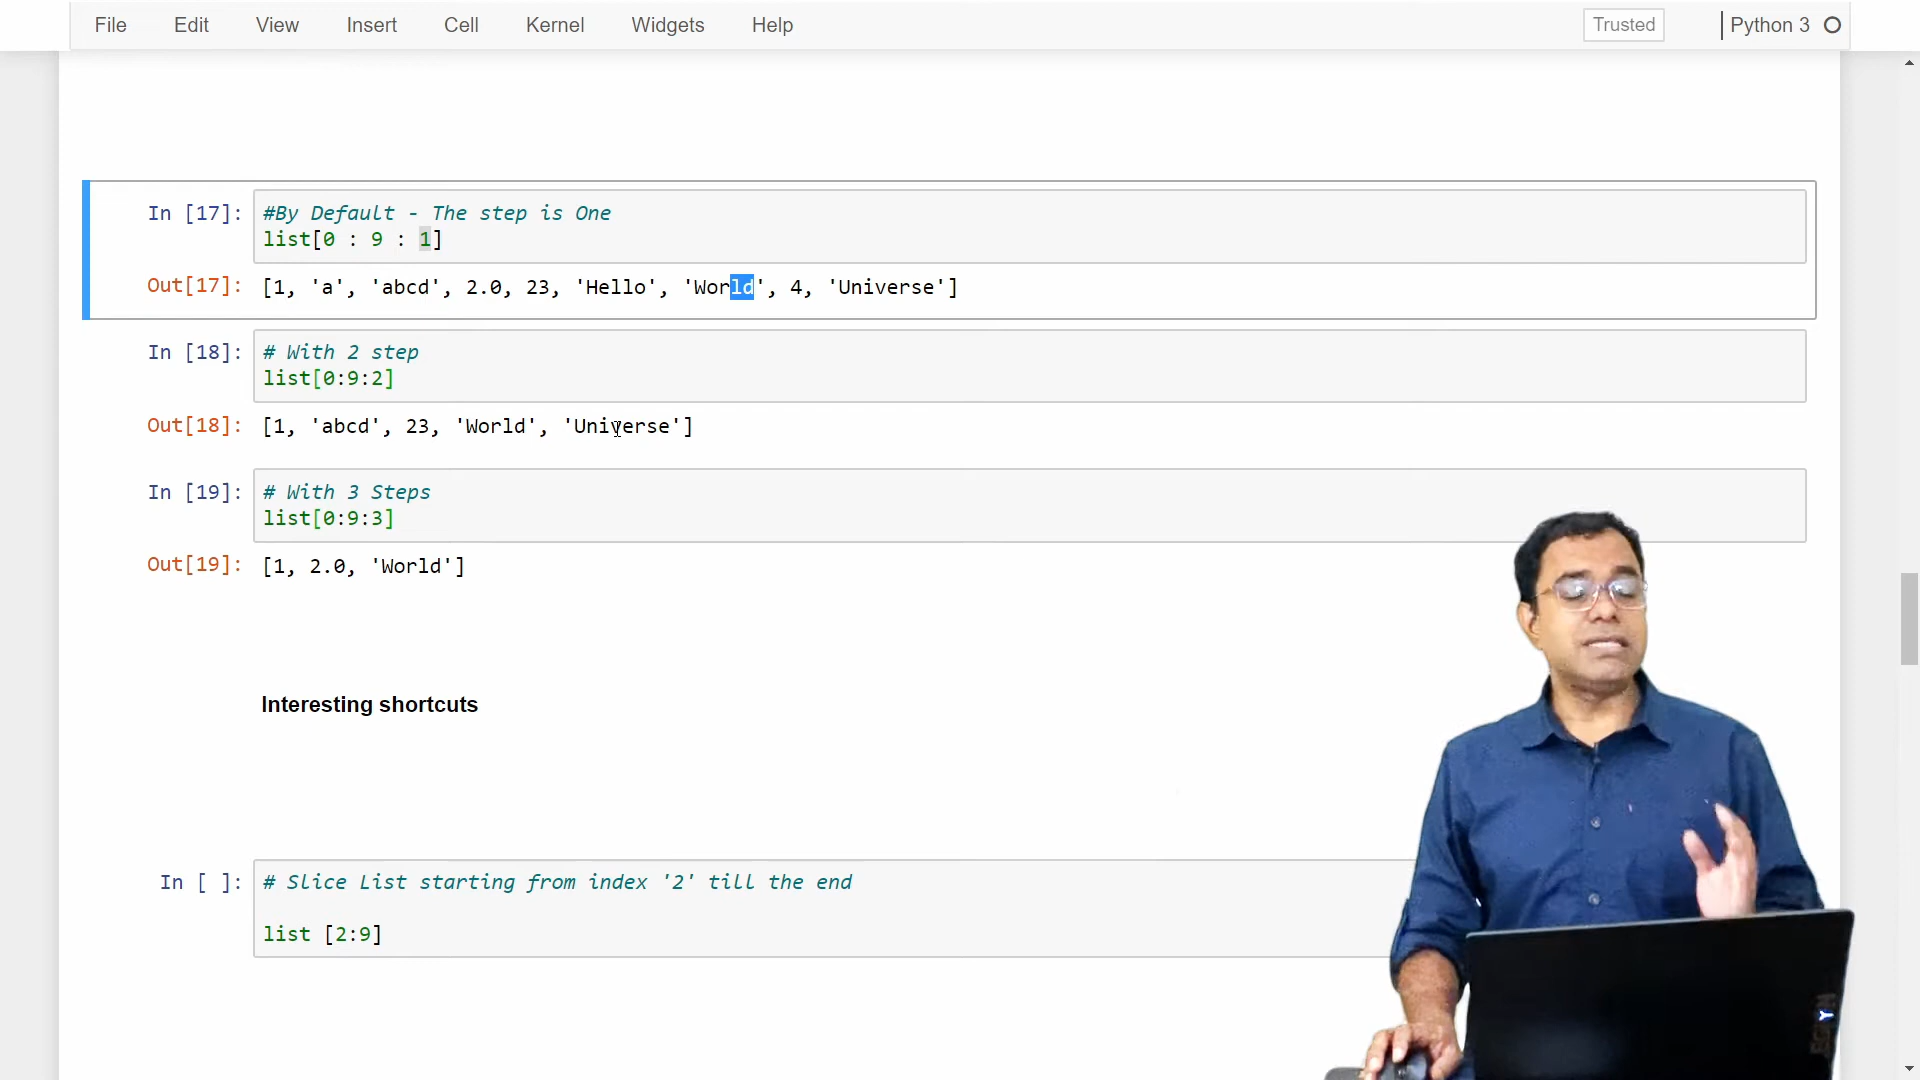 File Edit View Insert Cell Kernel Widgets Help Trusted Python 3
In [17]: #By Default - The step is One
list[0 : 9 : 1]
Out[17]: [1, 'a', 'abcd', 2.0, 23, 'Hello', 'World', 4, 'Universe']
In [18]: # With 2 step
list[0:9:2]
Out[18]: [1, 'abcd', 23, 'World', 'Universe']
In [19]: # With 3 Steps
list[0:9:3]
Out[19]: [1, 2.0, 'World']
Interesting shortcuts
In [ ]: # Slice List starting from index '2' till the end
list [2:9]